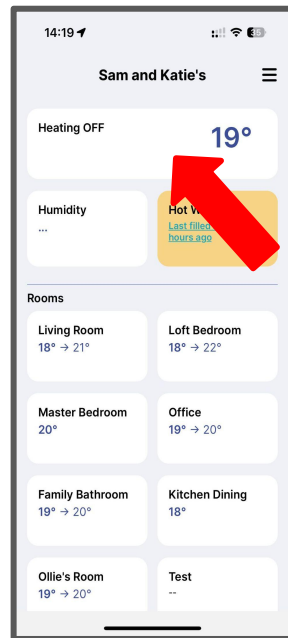 14:19
35
Sam and Katie's
Heating OFF
19°
Humidity
...
Hot W
Last filled
hours ago
Rooms
Living Room
18° → 21°
Loft Bedroom
18° → 22°
Master Bedroom
20°
Office
19° → 20°
Family Bathroom
19° → 20°
Kitchen Dining
18°
Ollie's Room
19° → 20°
Test
--